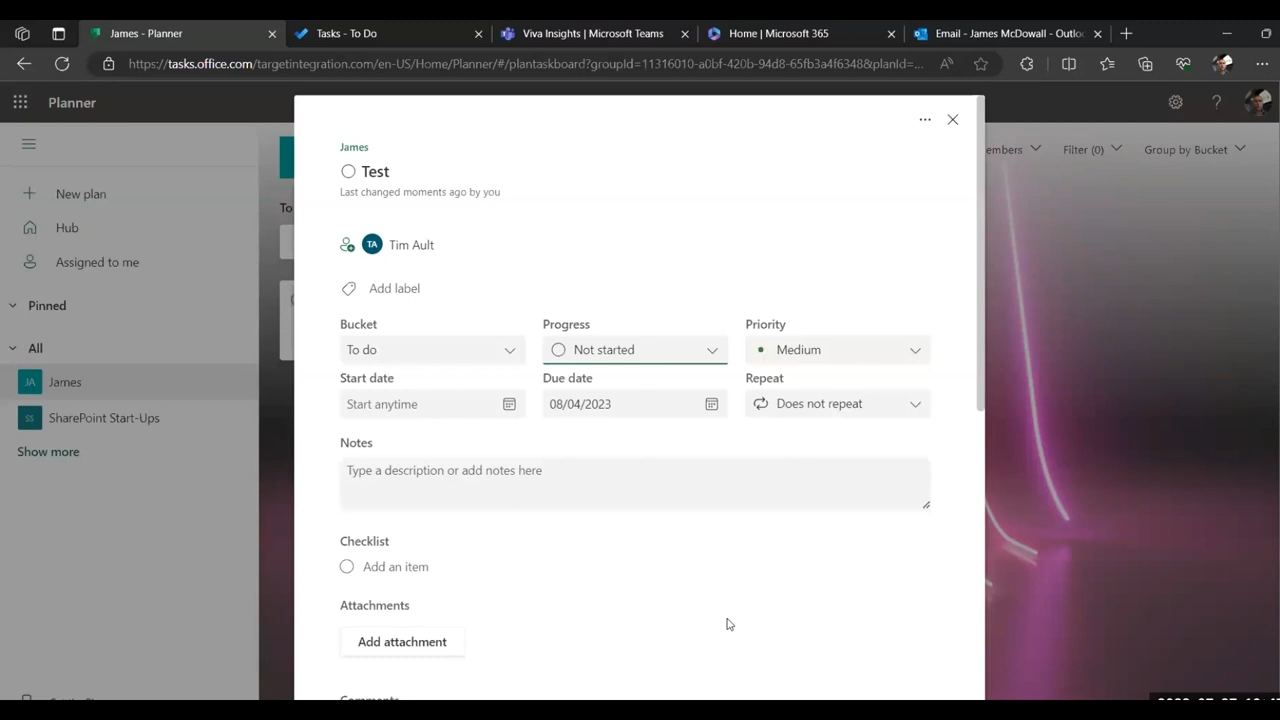 James - Planner
Tasks - To Do
Viva Insights | Microsoft Teams
Home | Microsoft 365
Email - James McDowall - Outlo
https://tasks.office.com/targetintegration.com/en-US/Home/Planner/#/plantaskboard?groupId=11316010-a0bf-420b-94d8-65fb3a4f6348&planId=...
Planner
New plan
Hub
Assigned to me
Pinned
All
JA James
SS SharePoint Start-Ups
Show more
To
embers
Filter (0)
Group by Bucket
James
Test
Last changed moments ago by you
TA Tim Ault
Add label
Bucket
Progress
Priority
To do
Not started
Medium
Start date
Due date
Repeat
Start anytime
08/04/2023
Does not repeat
Notes
Type a description or add notes here
Checklist
Add an item
Attachments
Add attachment
Comments